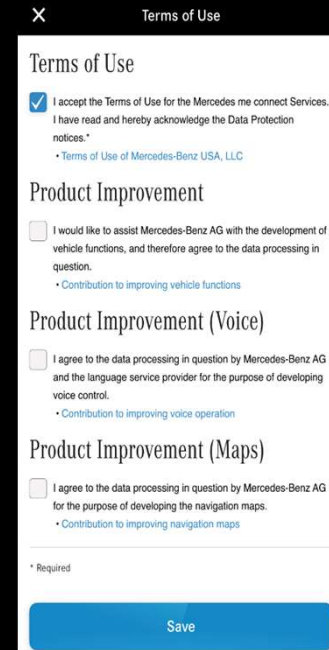 Terms of Use
Terms of Use
I accept the Terms of Use for the Mercedes me connect Services.
I have read and hereby acknowledge the Data Protection
notices.*
• Terms of Use of Mercedes-Benz USA, LLC
Product Improvement
I would like to assist Mercedes-Benz AG with the development of
vehicle functions, and therefore agree to the data processing in
question.
• Contribution to improving vehicle functions
Product Improvement (Voice)
I agree to the data processing in question by Mercedes-Benz AG
and the language service provider for the purpose of developing
voice control.
• Contribution to improving voice operation
Product Improvement (Maps)
I agree to the data processing in question by Mercedes-Benz AG
for the purpose of developing the navigation maps.
• Contribution to improving navigation maps
* Required
Save